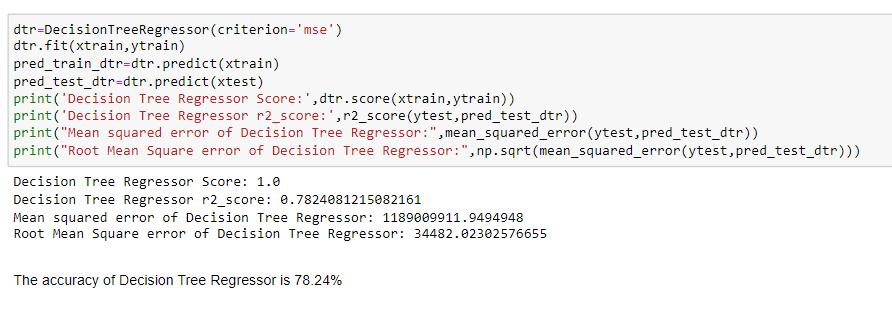 dtr=DecisionTreeRegressor(criterion='mse')
dtr.fit(xtrain,ytrain)
pred_train_dtr=dtr.predict(xtrain)
pred_test_dtr=dtr.predict(xtest)
print('Decision Tree Regressor Score:',dtr.score(xtrain,ytrain))
print('Decision Tree Regressor r2_score:',r2_score(ytest,pred_test_dtr))
print("Mean squared error of Decision Tree Regressor:",mean_squared_error(ytest,pred_test_dtr))
print("Root Mean Square error of Decision Tree Regressor:",np.sqrt(mean_squared_error(ytest,pred_test_dtr)))
Decision Tree Regressor Score: 1.0
Decision Tree Regressor r2_score: 0.7824081215082161
Mean squared error of Decision Tree Regressor: 1189009911.9494948
Root Mean Square error of Decision Tree Regressor: 34482.02302576655
The accuracy of Decision Tree Regressor is 78.24%